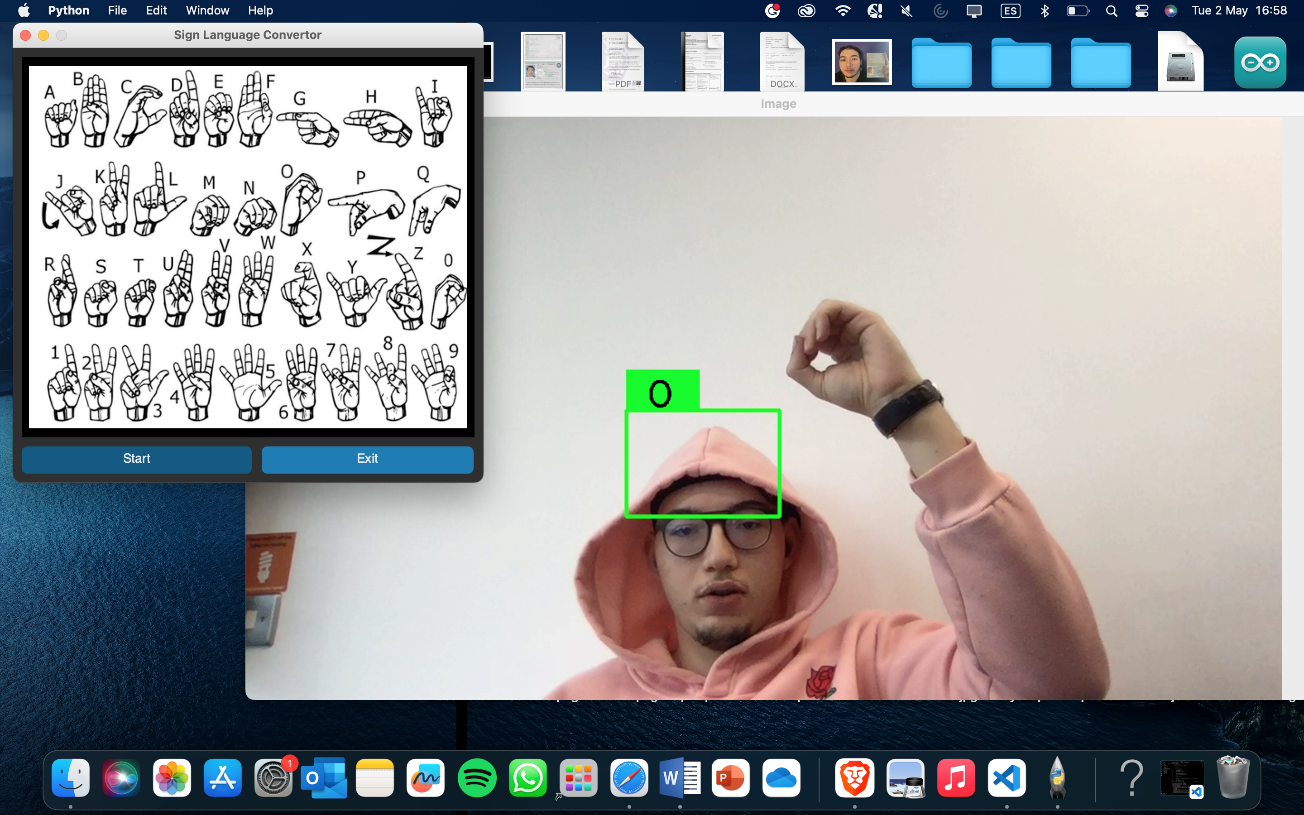 Python File Edit Window Help
ES
Tue 2 May 16:58
Sign Language Convertor
PDF
DOCX
Image
A B C D E F G H I
J K L M N O P Q
R S T U V W X Y Z 0
1 2 3 4 5 6 7 8 9
O
Start Exit
1